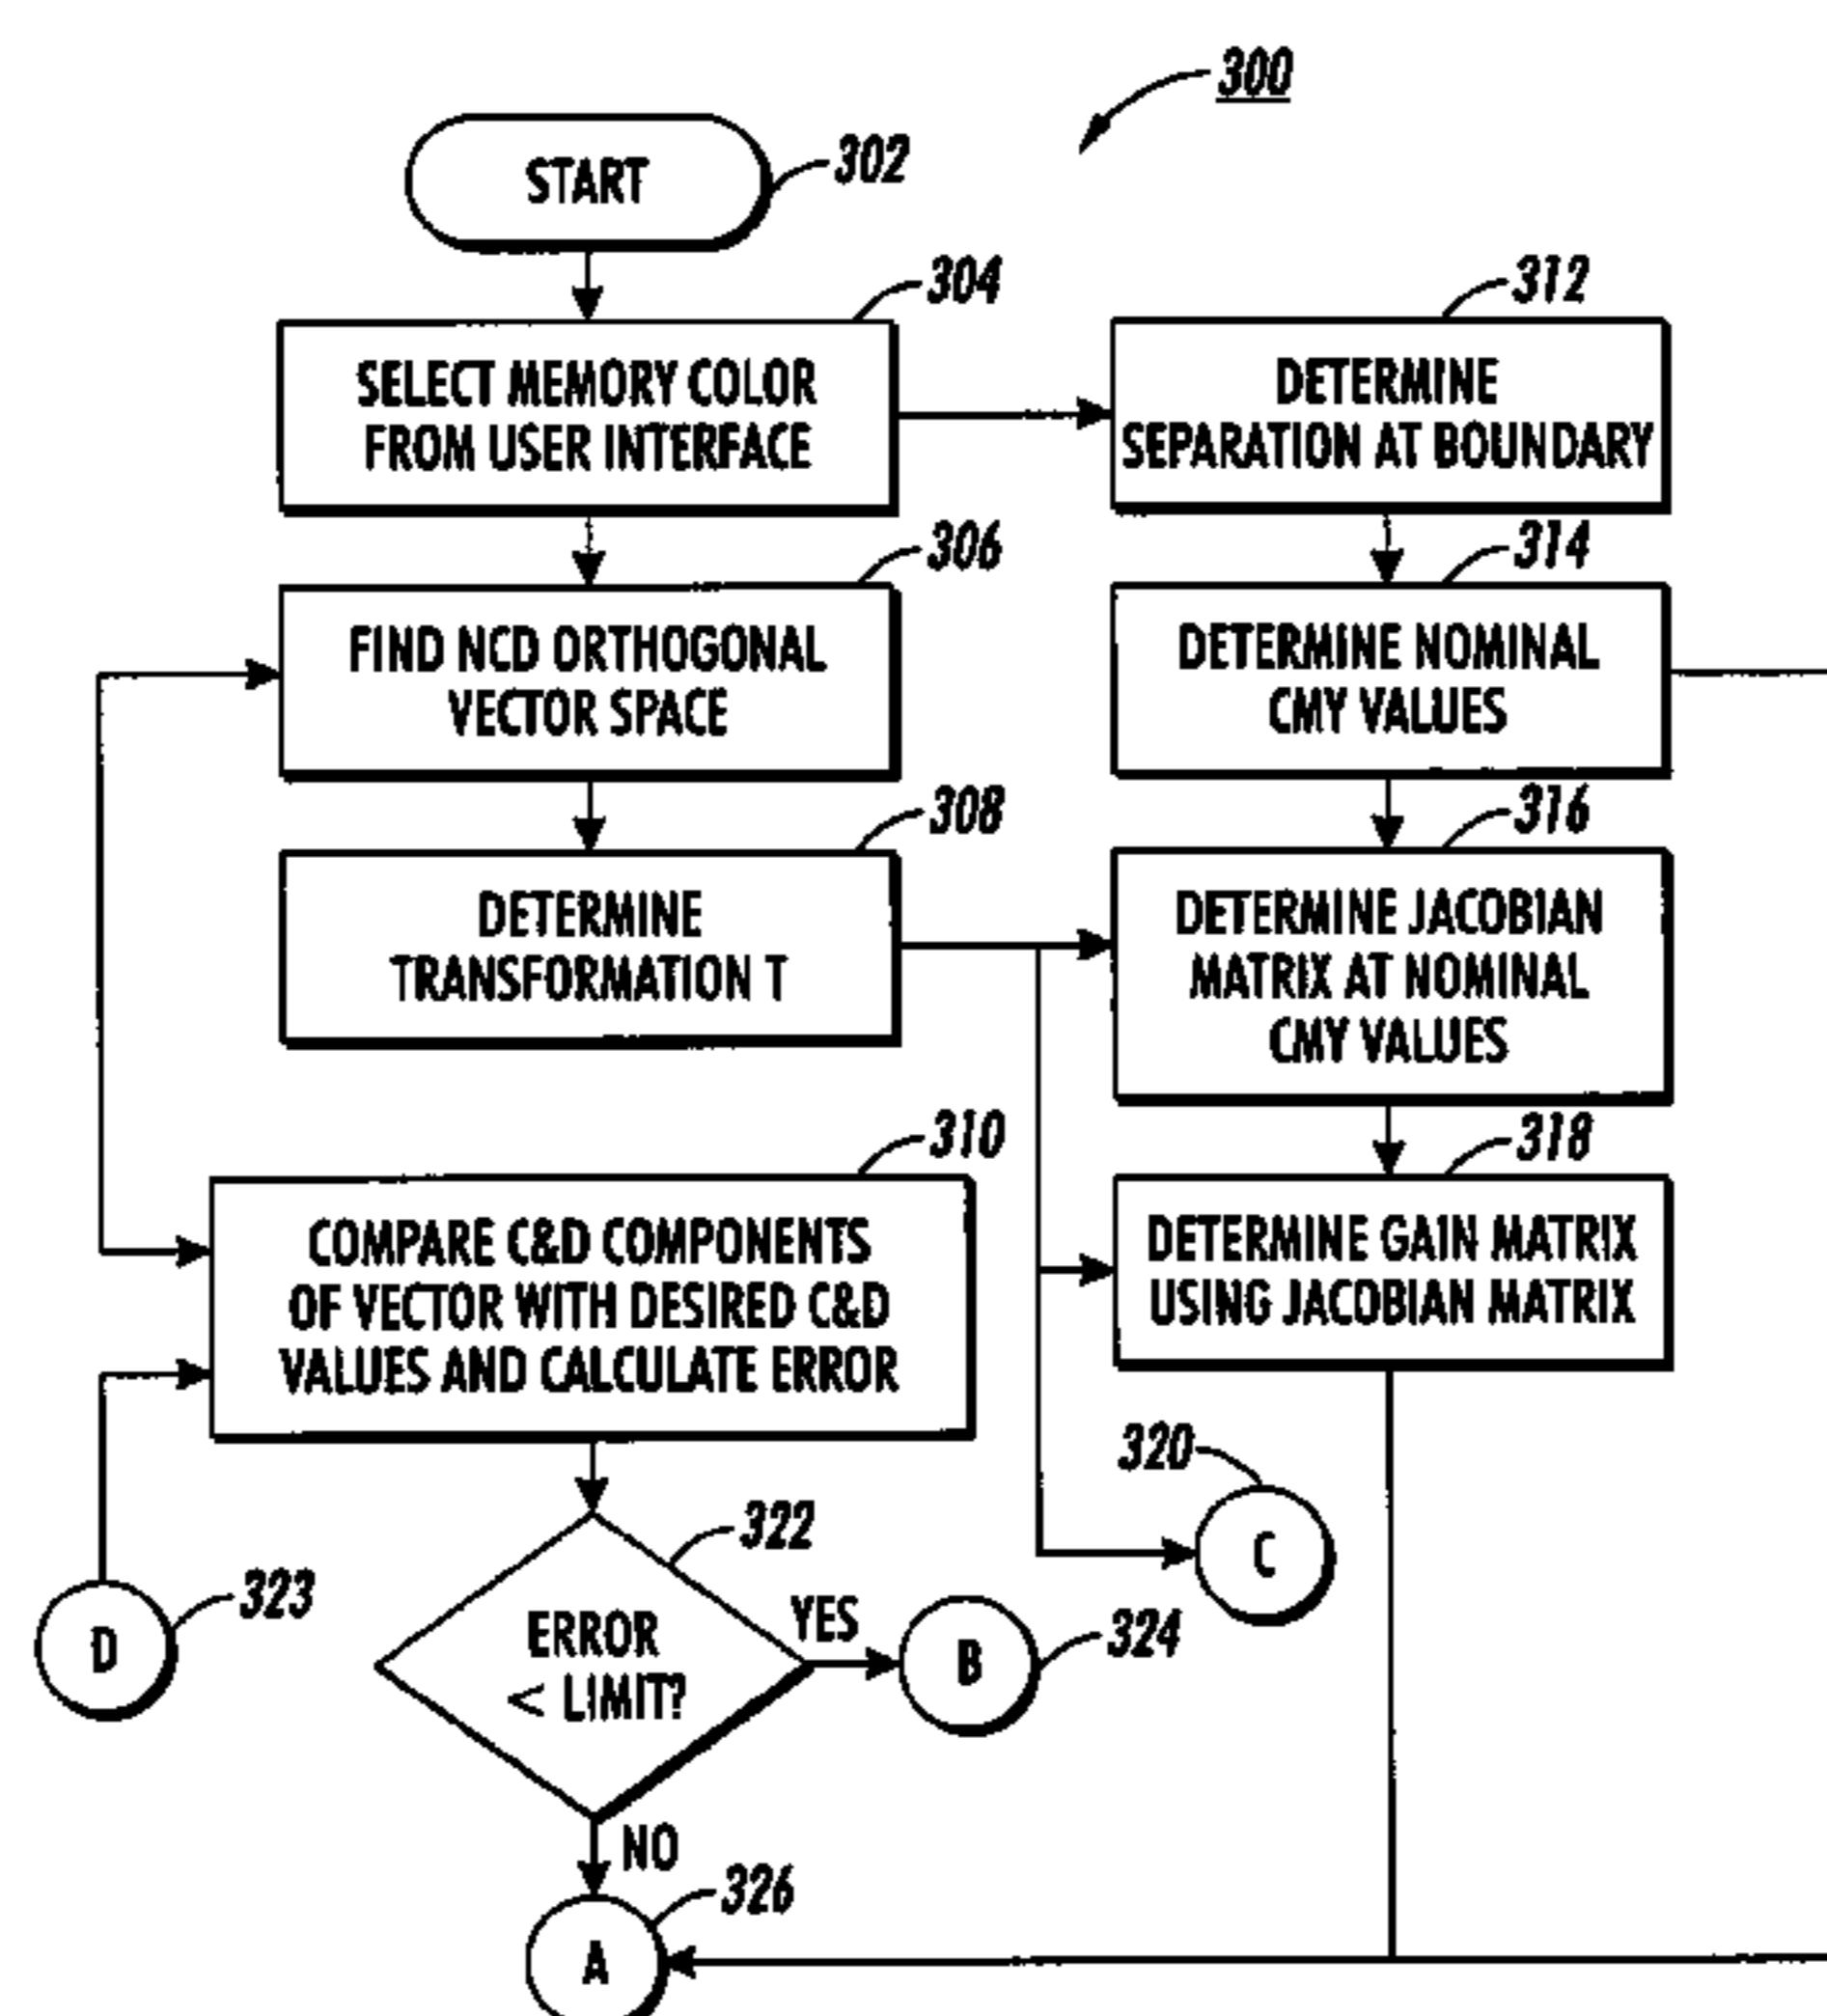 300
START
302
304
SELECT MEMORY COLOR
FROM USER INTERFACE
312
DETERMINE
SEPARATION AT BOUNDARY
306
FIND NCD ORTHOGONAL
VECTOR SPACE
314
DETERMINE NOMINAL
CMY VALUES
308
DETERMINE
TRANSFORMATION T
316
DETERMINE JACOBIAN
MATRIX AT NOMINAL
CMY VALUES
310
COMPARE C&D COMPONENTS
OF VECTOR WITH DESIRED C&D
VALUES AND CALCULATE ERROR
318
DETERMINE GAIN MATRIX
USING JACOBIAN MATRIX
320
C
322
ERROR
< LIMIT?
323
D
YES
B
324
NO
326
A